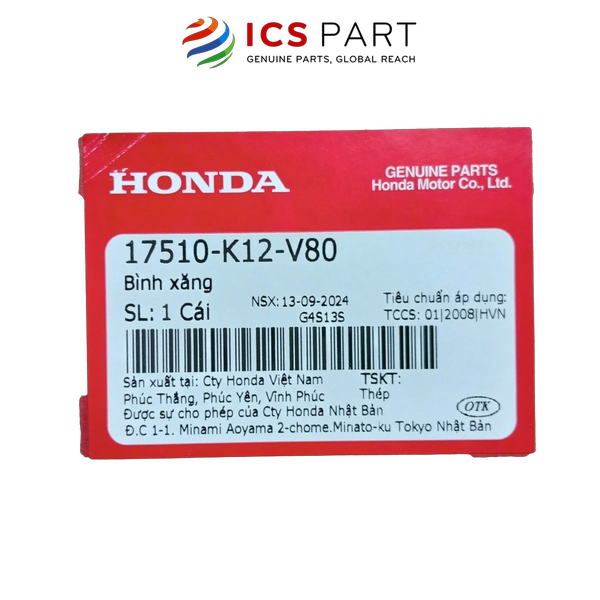 ICS PART
GENUINE PARTS, GLOBAL REACH
HONDA
GENUINE PARTS
Honda Motor Co., Ltd.
17510-K12-V80
Bình xăng
SL: 1 Cái
NSX: 13-09-2024
G4S13S
Tiêu chuẩn áp dụng:
TCCS: 01|2008|HVN
Sản xuất tại: Cty Honda Việt Nam
Phúc Thắng, Phúc Yên, Vĩnh Phúc
TSKT:
Thép
Được sự cho phép của Cty Honda Nhật Bản
Đ.C 1-1. Minami Aoyama 2-chome.Minato-ku Tokyo Nhật Bản
OTK